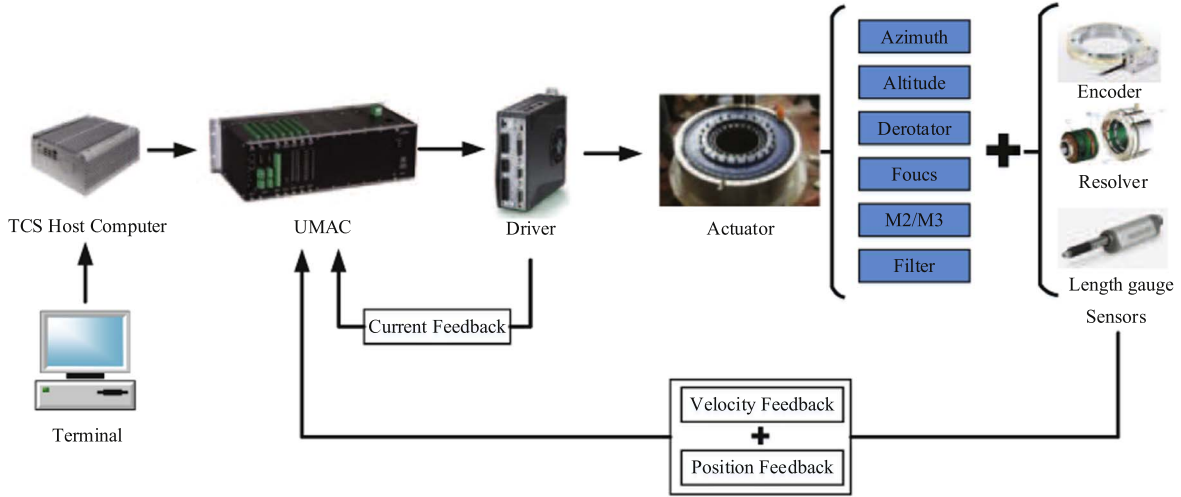 TCS Host Computer
Terminal
UMAC
Driver
Current Feedback
Actuator
Azimuth
Altitude
Derotator
Foucs
M2/M3
Filter
Encoder
Resolver
Length gauge
Sensors
Velocity Feedback
Position Feedback